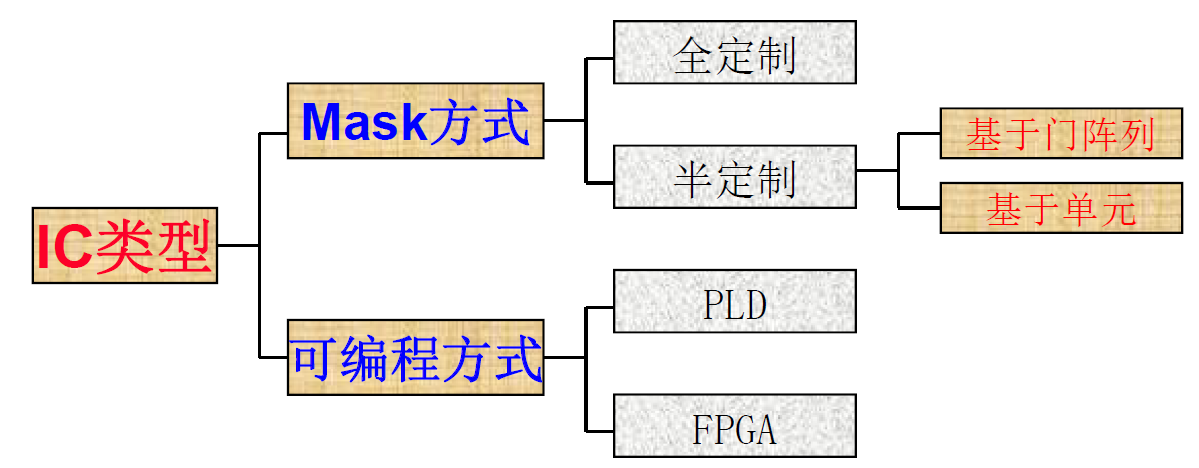 全定制
Mask方式
基于门阵列
半定制
基于单元
IC类型
PLD
可编程方式
FPGA